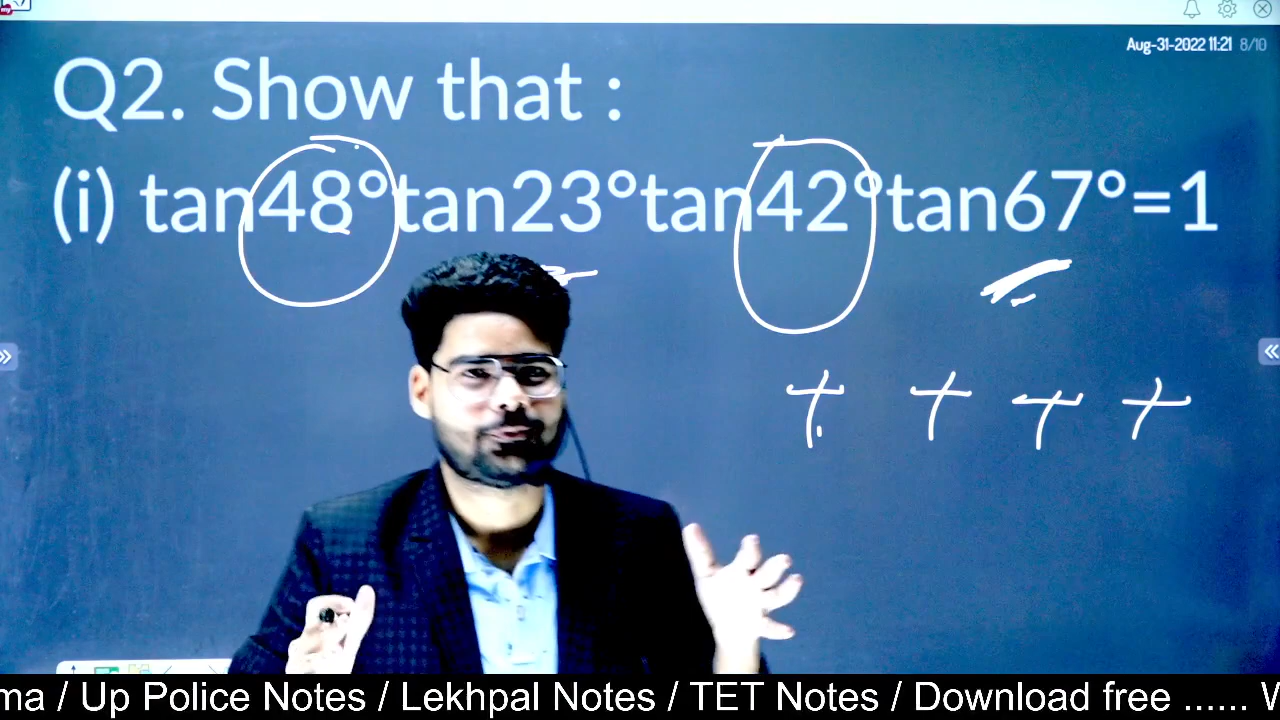 Aug-31-2022 11:21 8/10
Q2. Show that :
(i) tan48°tan23°tan42°tan67°=1
+ + + +
ma / Up Police Notes / Lekhpal Notes / TET Notes / Download free ...... W